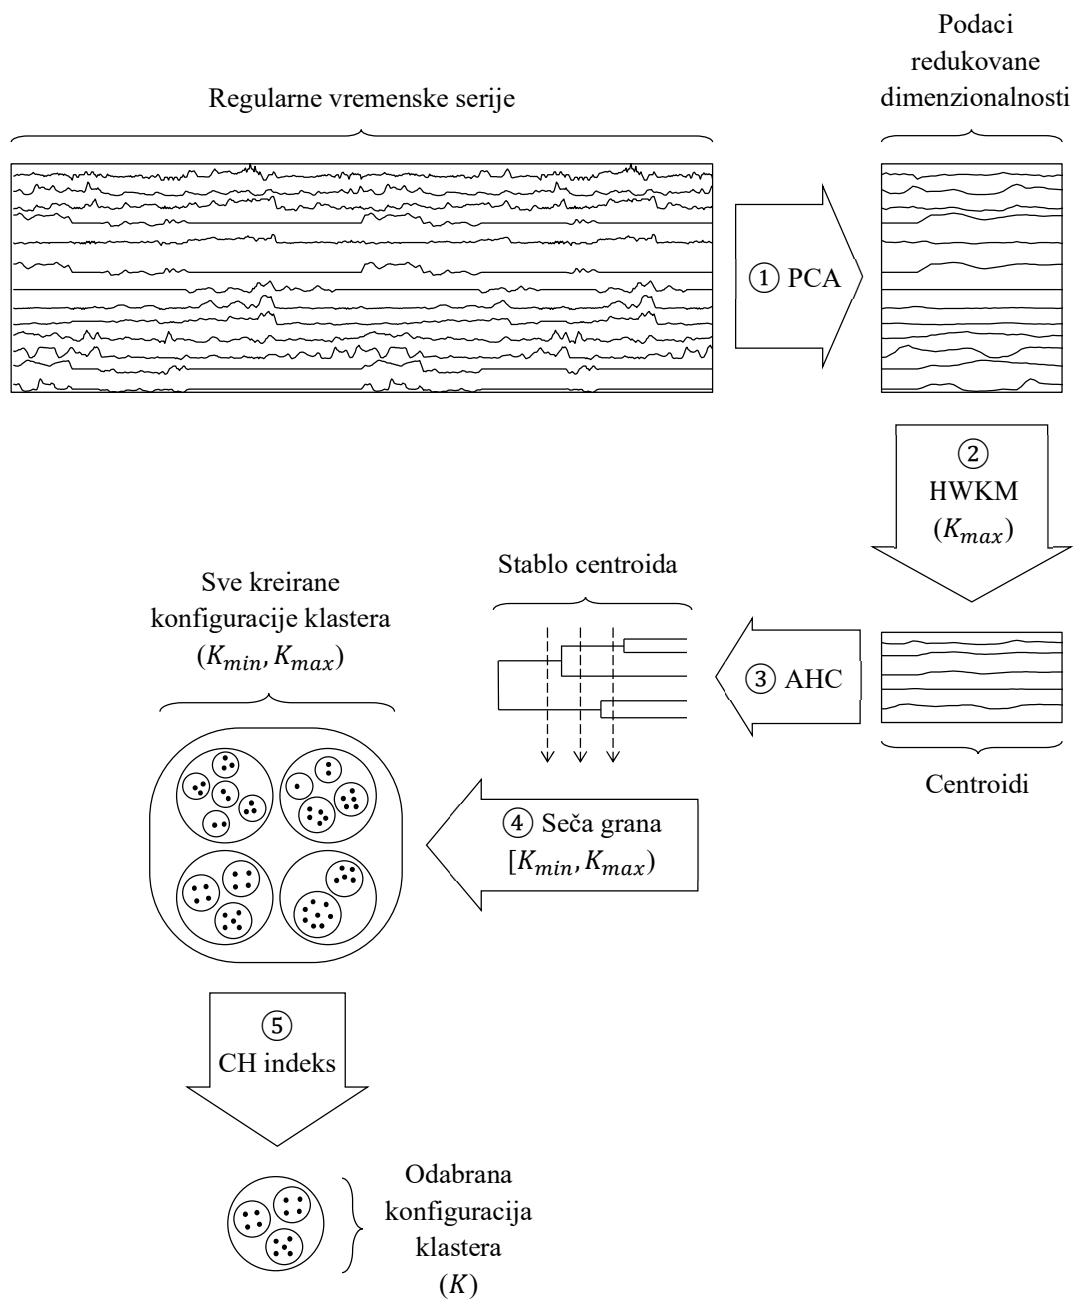 Regularne vremenske serije
Podaci
redukovane
dimenzionalnosti
① PCA
②
HWKM
(K_max)
Centroidi
③ AHC
Stablo centroida
④ Seča grana
[K_min, K_max)
Sve kreirane
konfiguracije klastera
(K_min, K_max)
⑤
CH indeks
Odabrana
konfiguracija
klastera
(K)